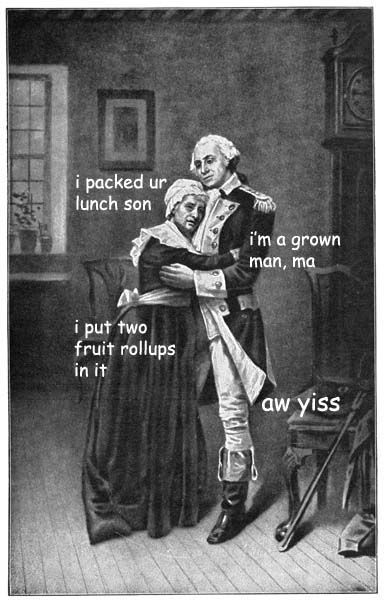 i packed ur
lunch son
i'm a grown
man, ma
i put two
fruit rollups
in it
aw yiss